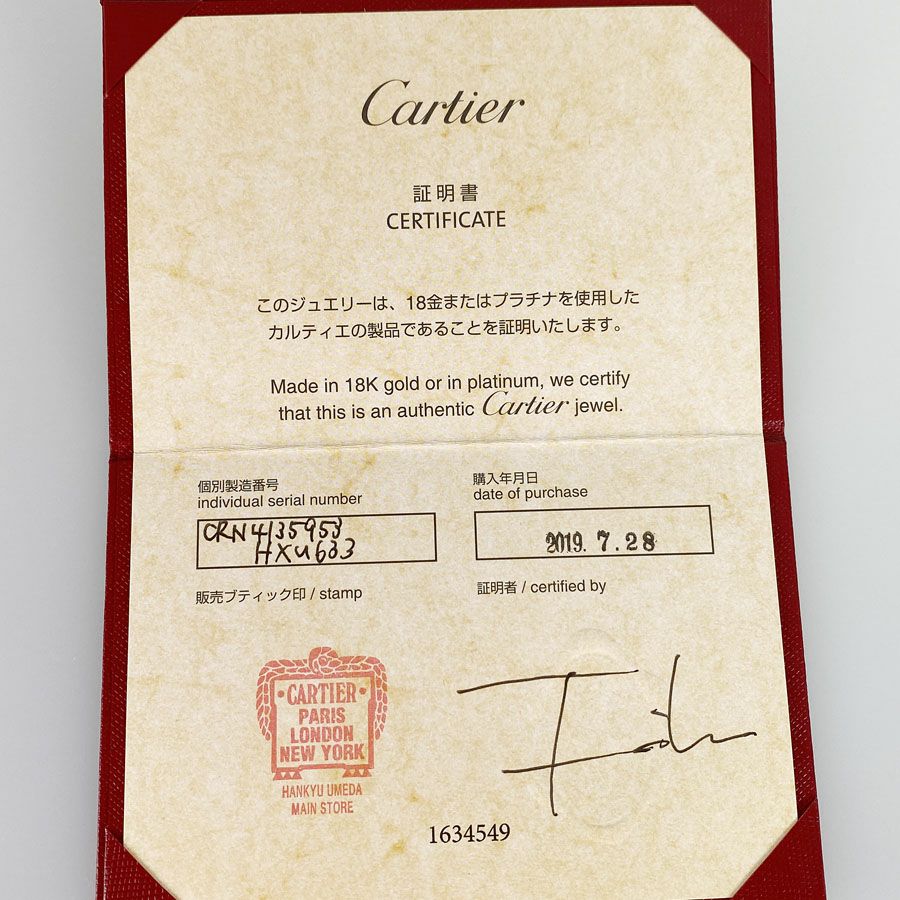 Cartier
証明書
CERTIFICATE
このジュエリーは、18金またはプラチナを使用した
カルティエの製品であることを証明いたします。
Made in 18K gold or in platinum, we certify
that this is an authentic Cartier jewel.
個別製造番号
individual serial number
CRN4135953
HXU633
購入年月日
date of purchase
2019. 7. 28
販売ブティック印 / stamp
証明者 / certified by
CARTIER
PARIS
LONDON
NEW YORK
HANKYU UMEDA
MAIN STORE
1634549